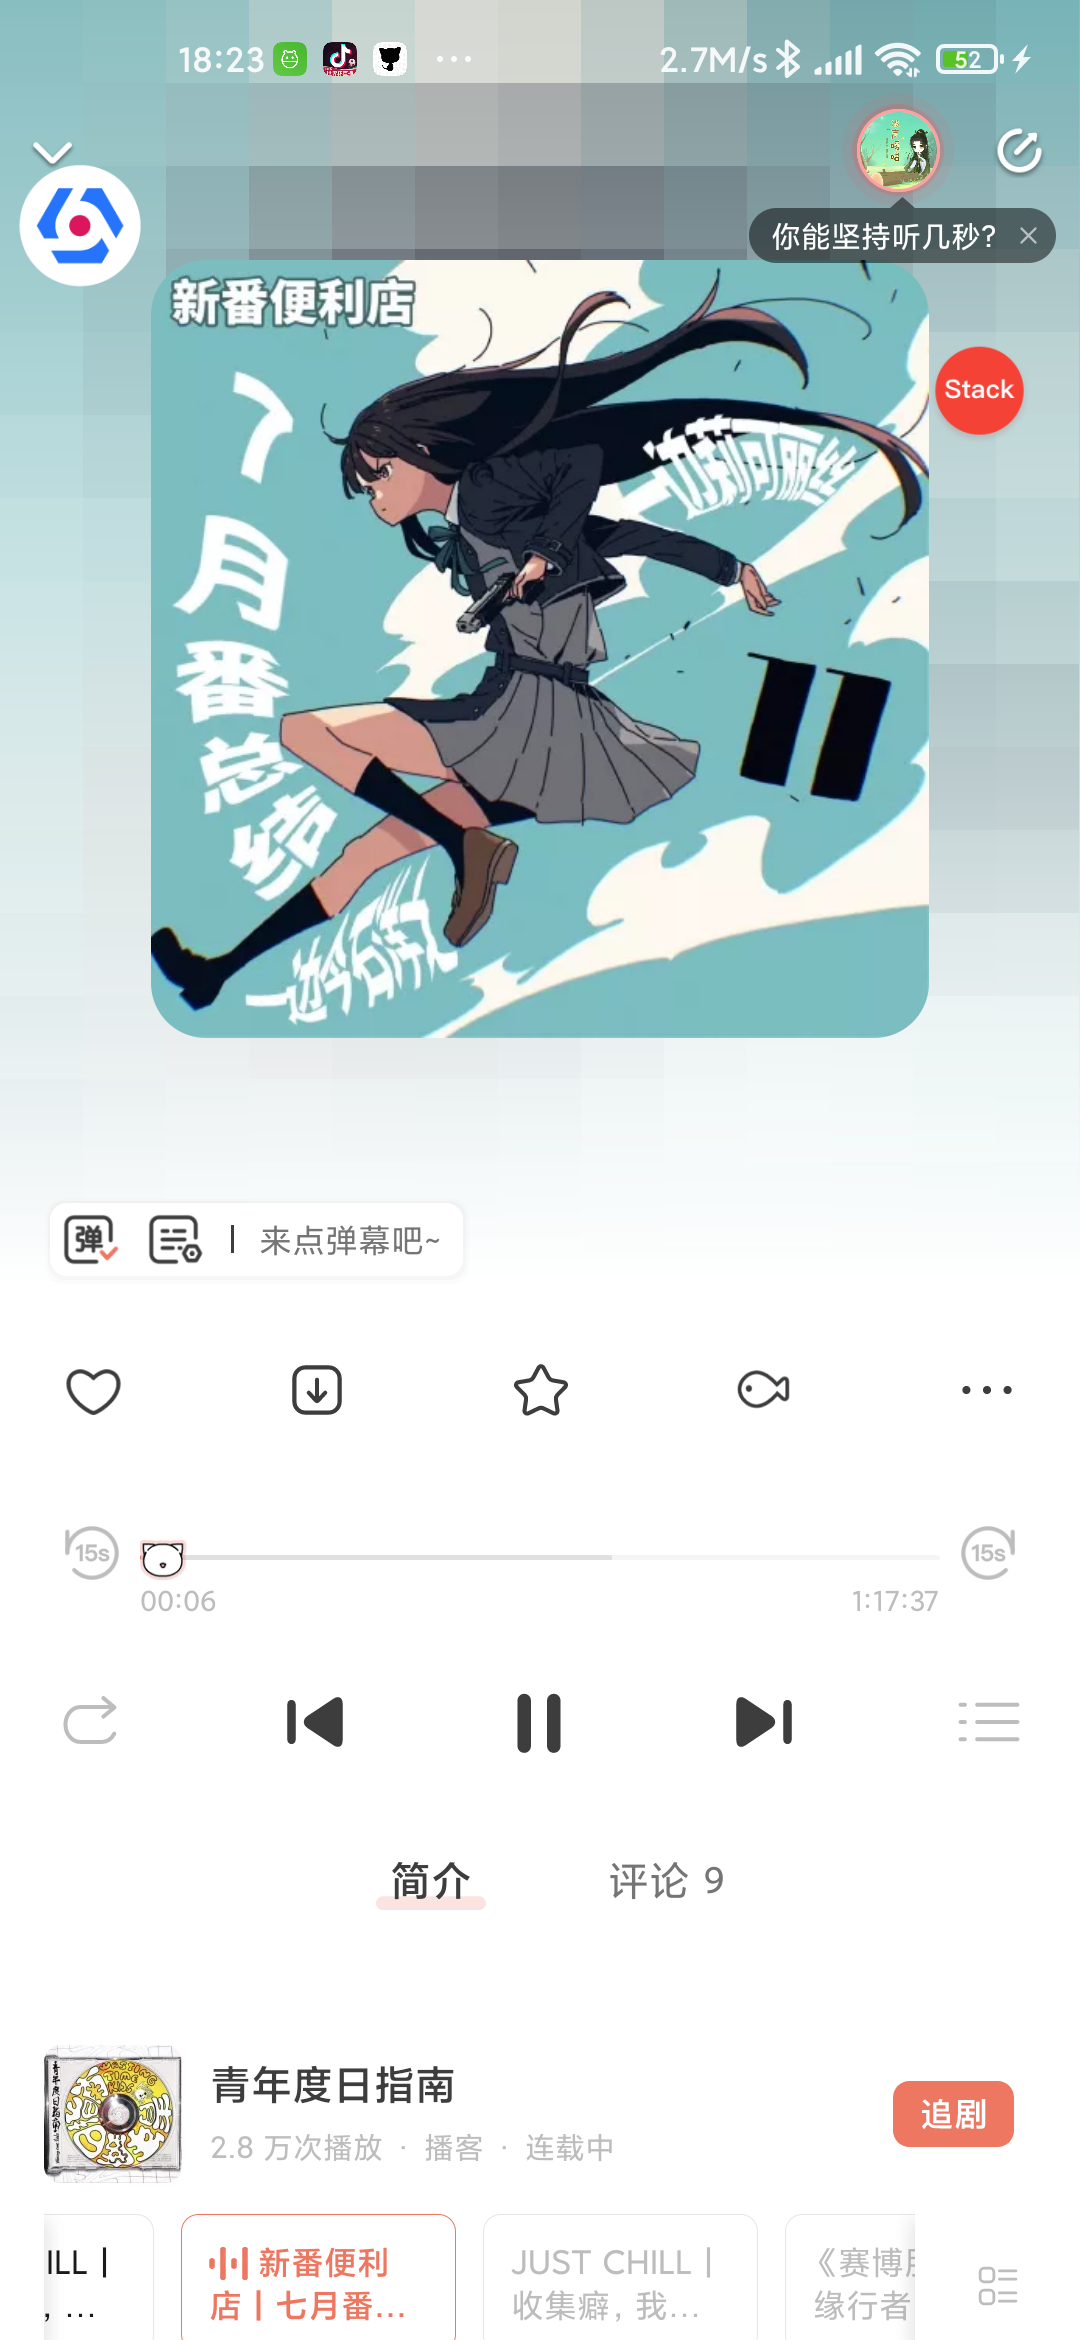 18:23
2.7M/s
52
你能坚持听几秒?
Stack
新番便利店
7月番总结
一边莉可丽丝
一边冷石洋人
弹
来点弹幕吧~
15s
15s
00:06
1:17:37
简介
评论 9
青年度日指南
2.8 万次播放 · 播客 · 连载中
追剧
ILL |
, ...
新番便利
店 | 七月番...
JUST CHILL |
收集癖, 我...
《赛博朋
缘行者